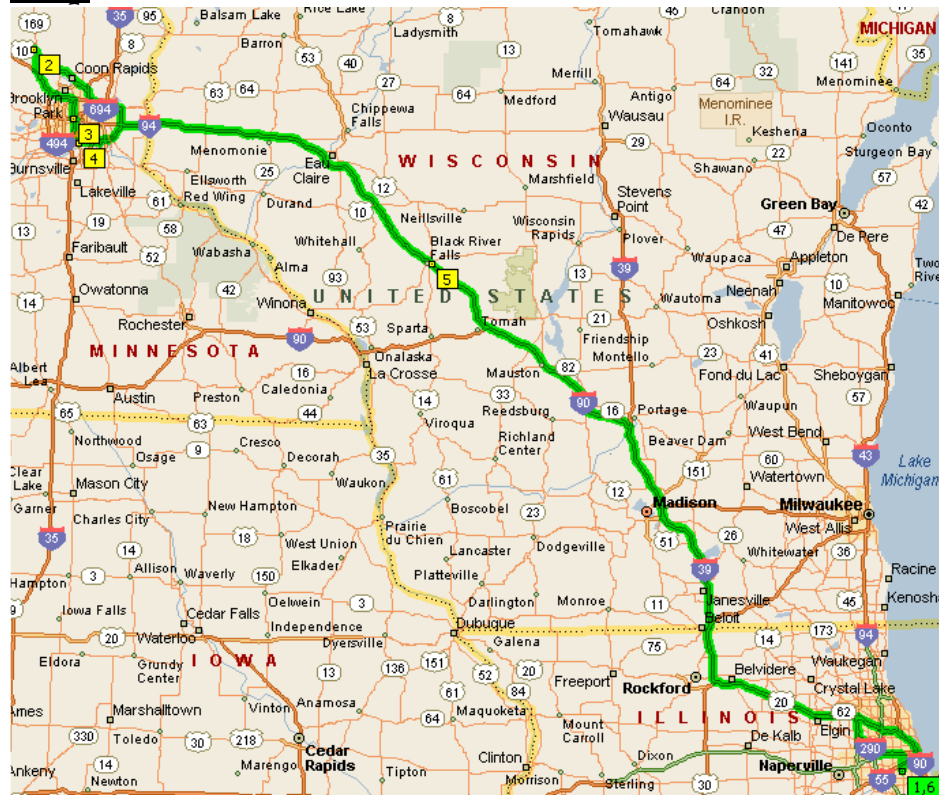 169
35
95
Balsam Lake
Rice Lake
8
Ladysmith
Tomahawk
Crandon
MICHIGAN
10
8
Barron
53
40
13
32
141
35
2
Coon Rapids
27
Merrill
64
Menominee
Brooklyn
Park
63
64
64
Medford
Antigo
Menominee
I.R.
694
Chippewa
Falls
Wausau
Oconto
3
94
Keshena
494
4
Menomonie
29
22
Sturgeon Bay
Burnsville
Eau
Claire
WISCONSIN
Shawano
57
Lakeville
Ellsworth
25
12
Marshfield
Stevens
Point
42
61
Red Wing
Durand
10
Green Bay
19
58
Neillsville
Wisconsin
Rapids
47
De Pere
13
Faribault
52
Wabasha
Whitehall
Black River
Falls
Plover
Waupaca
Appleton
Alma
93
5
13
39
10
Two
14
Owatonna
42
Winona
UNITED STATES
Wautoma
Neenah
Manitowoc
Rochester
53
Sparta
Tomah
21
Oshkosh
MINNESOTA
90
Onalaska
Friendship
Montello
23
41
Albert
Lea
La Crosse
82
Fond du Lac
Sheboygan
16
Mauston
Austin
Preston
Caledonia
33
90
57
65
44
14
Reedsburg
16
Portage
Waupun
63
Viroqua
Northwood
Cresco
Richland
Center
Beaver Dam
West Bend
9
Osage
Decorah
35
43
Clear
Lake
151
60
Lake
Michigan
Mason City
Waukon
61
12
Watertown
Garner
New Hampton
Boscobel
Madison
Milwaukee
Charles City
Prairie
du Chien
23
51
26
West Allis
35
18
West Union
14
Elkader
Lancaster
Dodgeville
Whitewater
36
Hampton
3
Allison
Waverly
150
Platteville
39
Racine
Iowa Falls
Oelwein
3
Darlington
Monroe
11
Janesville
45
Kenosha
Cedar Falls
Independence
Dubuque
Beloit
173
94
20
Waterloo
Dyersville
Galena
75
14
Waukegan
Eldora
Grundy
Center
IOWA
13
136
151
52
20
Freeport
Belvidere
61
84
Rockford
Crystal Lake
Vinton
Anamosa
20
Marshalltown
64
Maquoketa
Mount
Carroll
ILLINOIS
62
330
Toledo
30
218
Elgin
Cedar
Rapids
De Kalb
290
Ankeny
14
Marengo
Clinton
Dixon
90
Newton
Tipton
Morrison
Sterling
30
Naperville
55
1,6